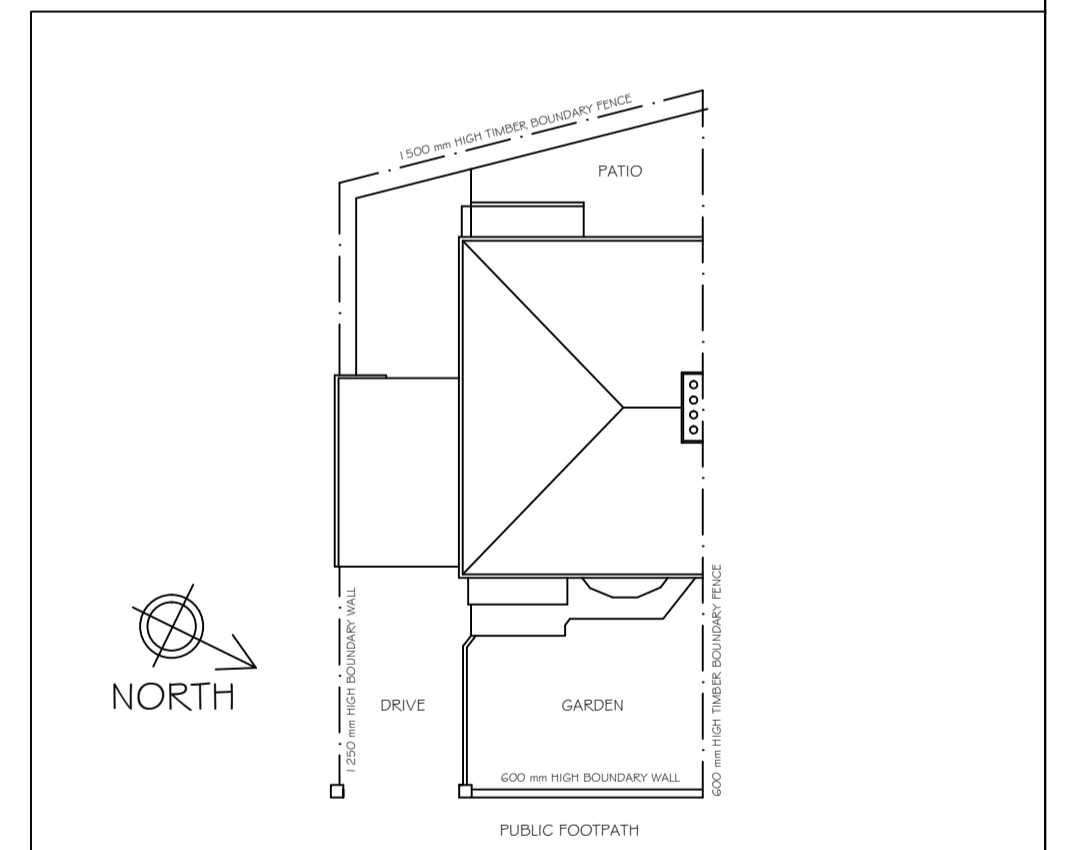 1500 mm HIGH TIMBER BOUNDARY FENCE
PATIO
NORTH
1250 mm HIGH BOUNDARY WALL
DRIVE
GARDEN
600 mm HIGH TIMBER BOUNDARY FENCE
600 mm HIGH BOUNDARY WALL
PUBLIC FOOTPATH